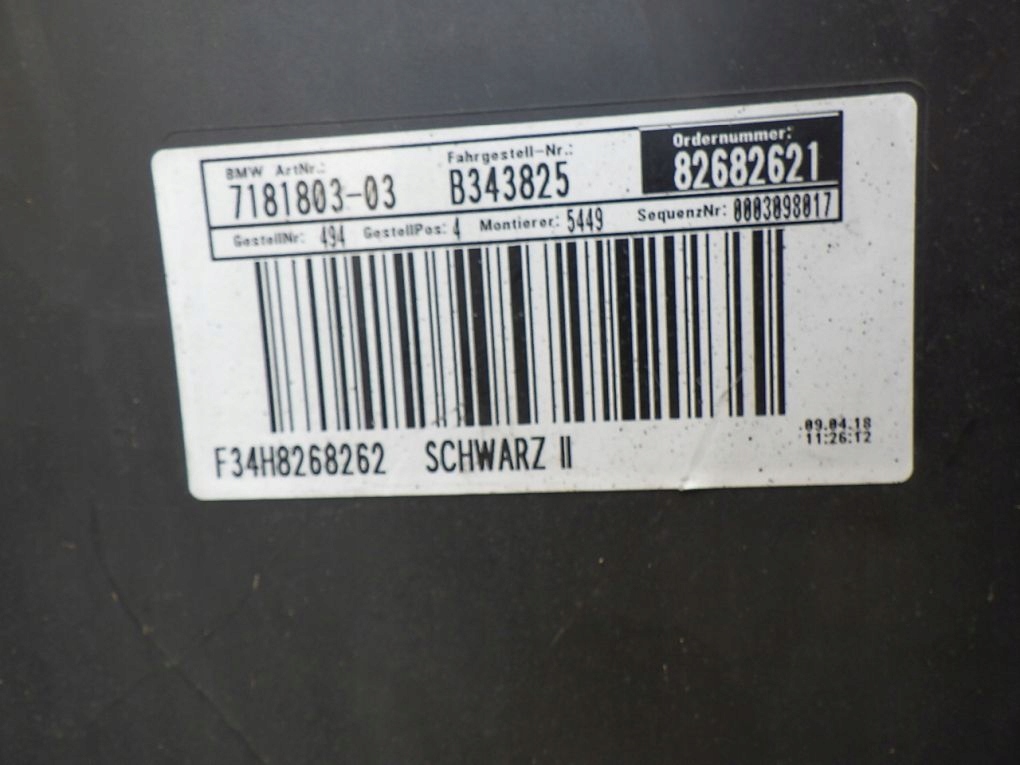 BMW ArtNr.: Fahrgestell-Nr.: Ordernummer:
7181803-03 B343825 82682621
GestellNr: 494 GestellPos: 4 Montierer: 5449 SequenzNr: 0003098017
F34H8268262 SCHWARZ II
09.04.18
11:26:12